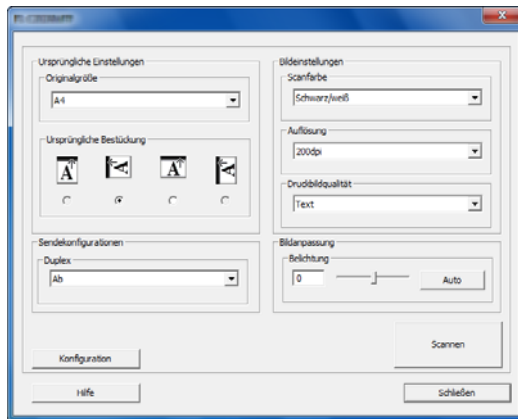 Ursprüngliche Einstellungen
Originalgröße
A4
Ursprüngliche Bestückung
A A A A
Sendekonfigurationen
Duplex
Ab
Konfiguration
Hilfe
Bildeinstellungen
Scanfarbe
Schwarz/weiß
Auflösung
200dpi
Druckbildqualität
Text
Bildanpassung
Belichtung
0
Auto
Scannen
Schließen